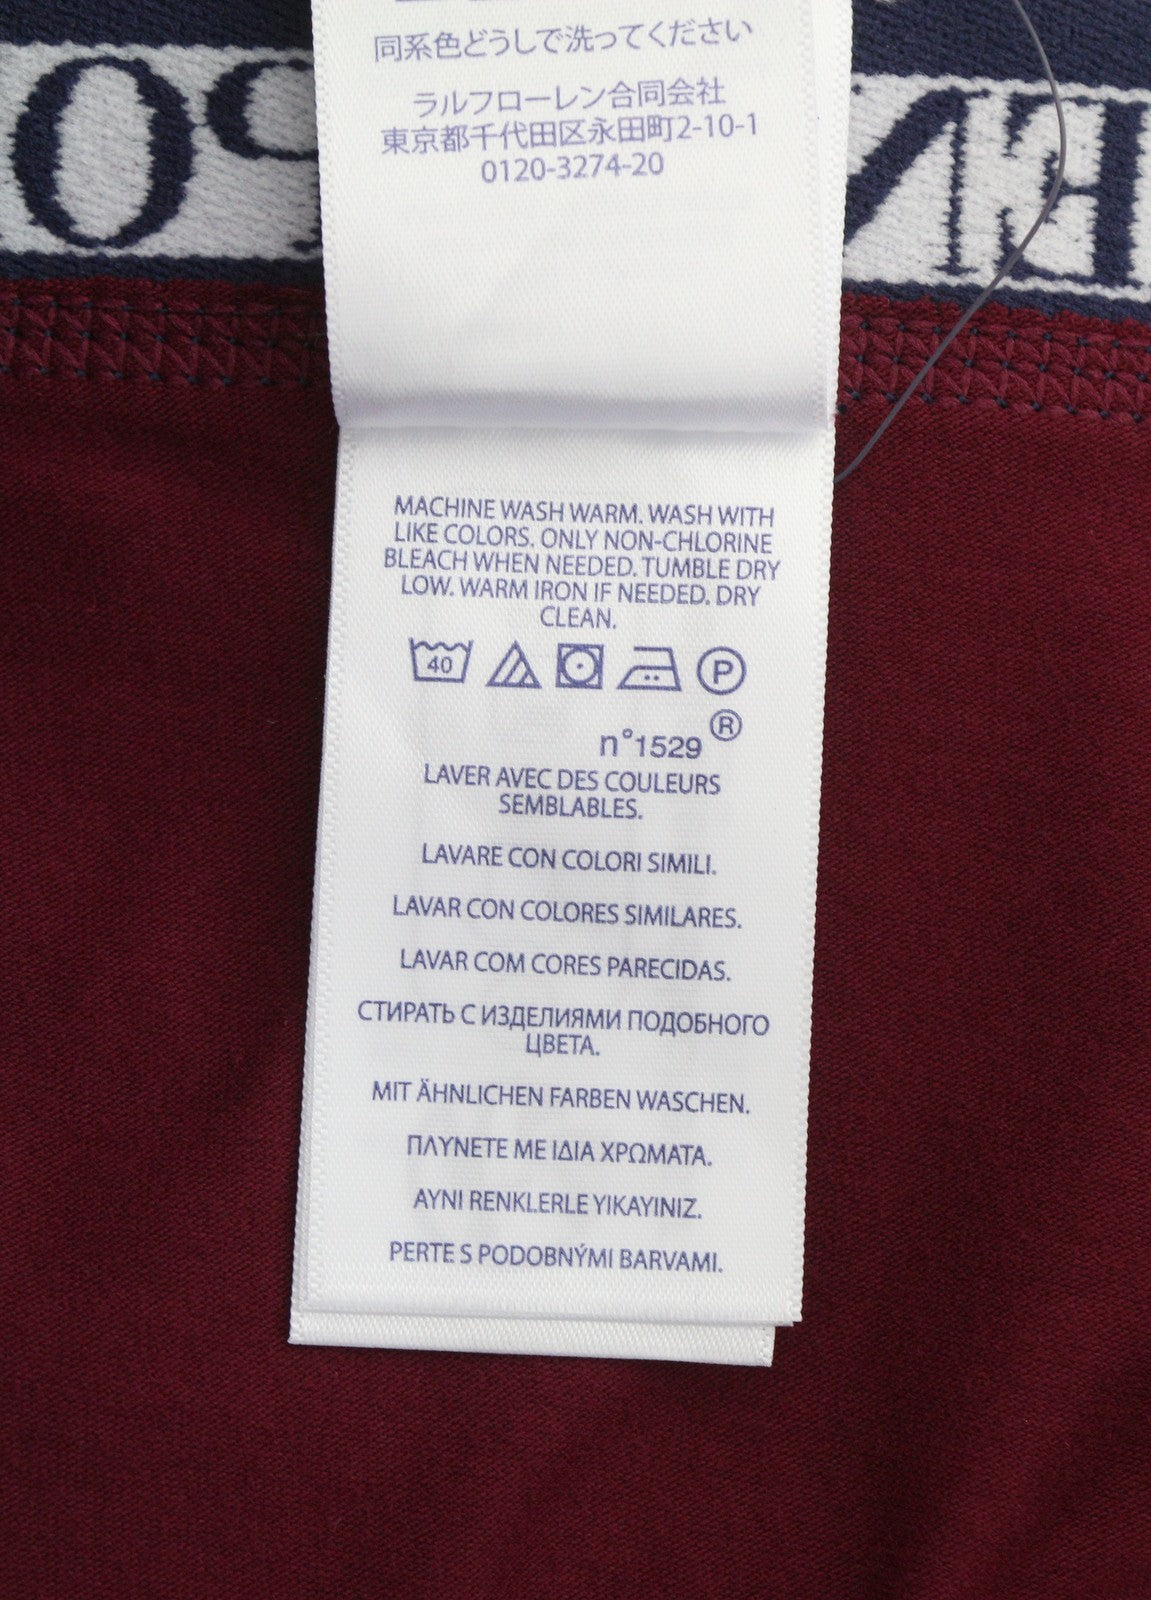 同系色どうしで洗ってください
ラルフローレン合同会社
東京都千代田区永田町2-10-1
0120-3274-20
MACHINE WASH WARM. WASH WITH
LIKE COLORS. ONLY NON-CHLORINE
BLEACH WHEN NEEDED. TUMBLE DRY
LOW. WARM IRON IF NEEDED. DRY
CLEAN.
40 P
n°1529 ®
LAVER AVEC DES COULEURS
SEMBLABLES.
LAVARE CON COLORI SIMILI.
LAVAR CON COLORES SIMILARES.
LAVAR COM CORES PARECIDAS.
СТИРАТЬ С ИЗДЕЛИЯМИ ПОДОБНОГО
ЦВЕТА.
MIT ÄHNLICHEN FARBEN WASCHEN.
ΠΛΥΝΕΤΕ ΜΕ ΙΔΙΑ ΧΡΩΜΑΤΑ.
AYNI RENKLERLE YIKAYINIZ.
PERTE S PODOBNÝMI BARVAMI.